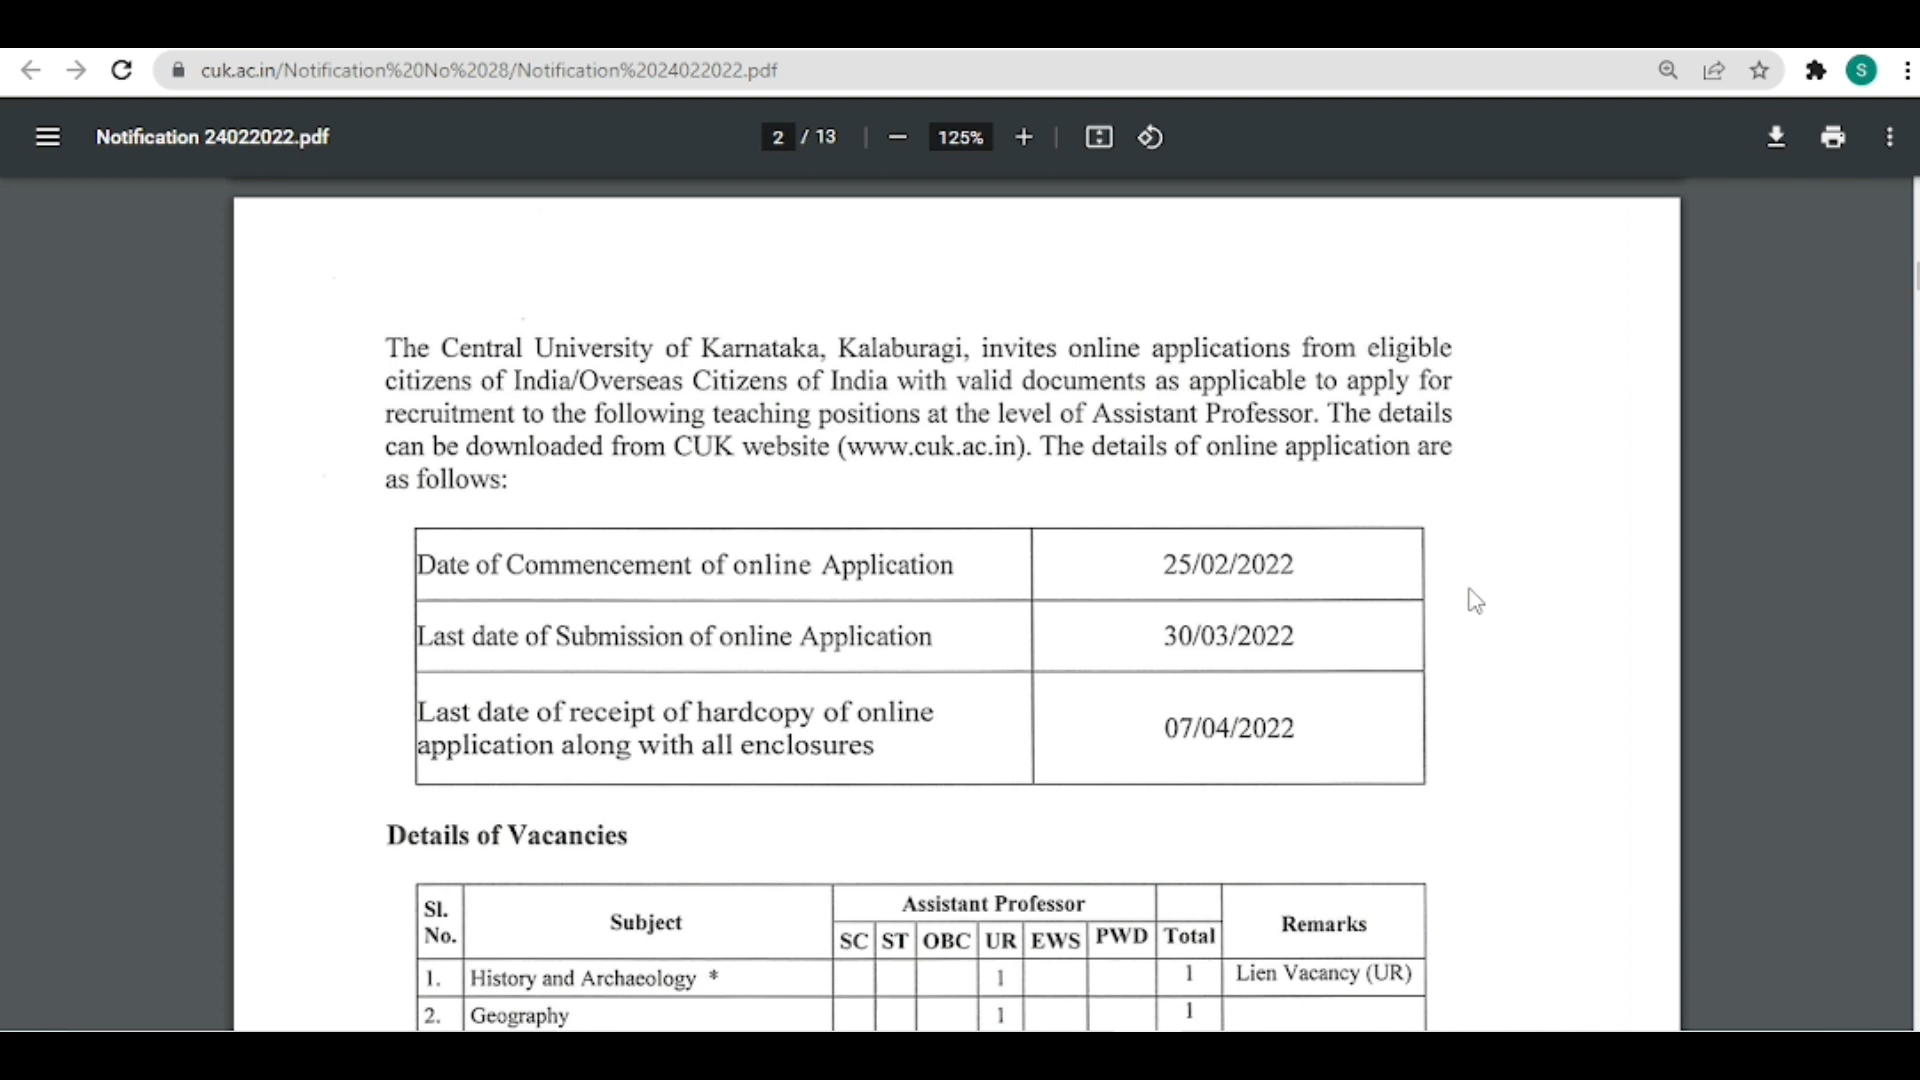 cuk.ac.in/Notification%20No%2028/Notification%2024022022.pdf
S
Notification 24022022.pdf
2 / 13
125%
The Central University of Karnataka, Kalaburagi, invites online applications from eligible
citizens of India/Overseas Citizens of India with valid documents as applicable to apply for
recruitment to the following teaching positions at the level of Assistant Professor. The details
can be downloaded from CUK website (www.cuk.ac.in). The details of online application are
as follows:
Date of Commencement of online Application 25/02/2022
Last date of Submission of online Application 30/03/2022
Last date of receipt of hardcopy of online
application along with all enclosures 07/04/2022
Details of Vacancies
Sl. No. Subject Assistant Professor Remarks
SC ST OBC UR EWS PWD Total
1. History and Archaeology * 1 1 Lien Vacancy (UR)
2. Geography 1 1